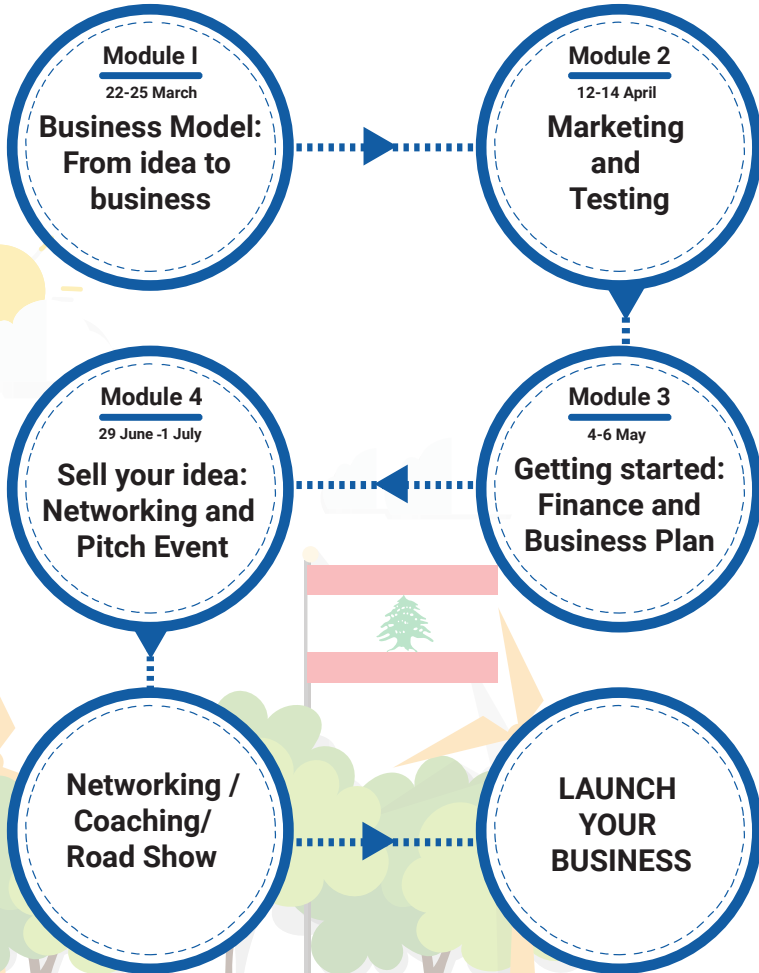 Module I
22-25 March
Business Model:
From idea to
business
Module 2
12-14 April
Marketing
and
Testing
Module 3
4-6 May
Getting started:
Finance and
Business Plan
Module 4
29 June -1 July
Sell your idea:
Networking and
Pitch Event
Networking /
Coaching/
Road Show
LAUNCH
YOUR
BUSINESS